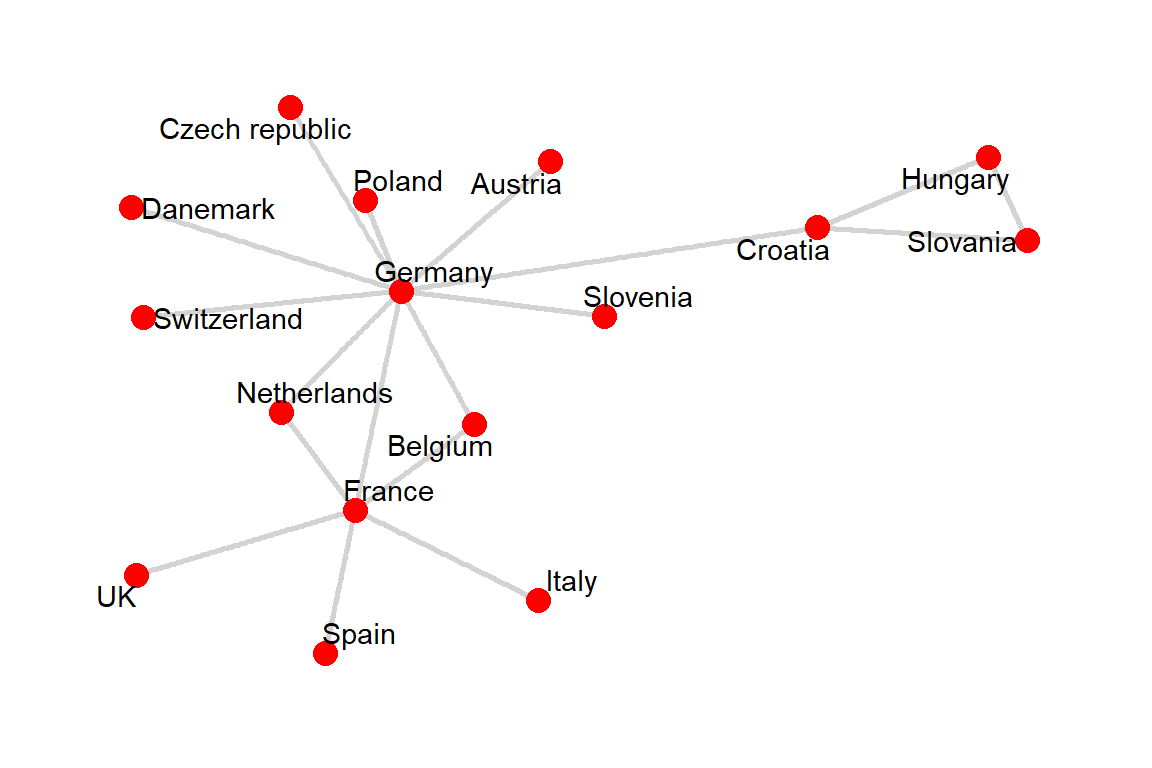 Czech republic
Poland
Austria
Hungary
Danemark
Croatia
Slovania
Germany
Slovenia
Switzerland
Netherlands
Belgium
France
UK
Italy
Spain